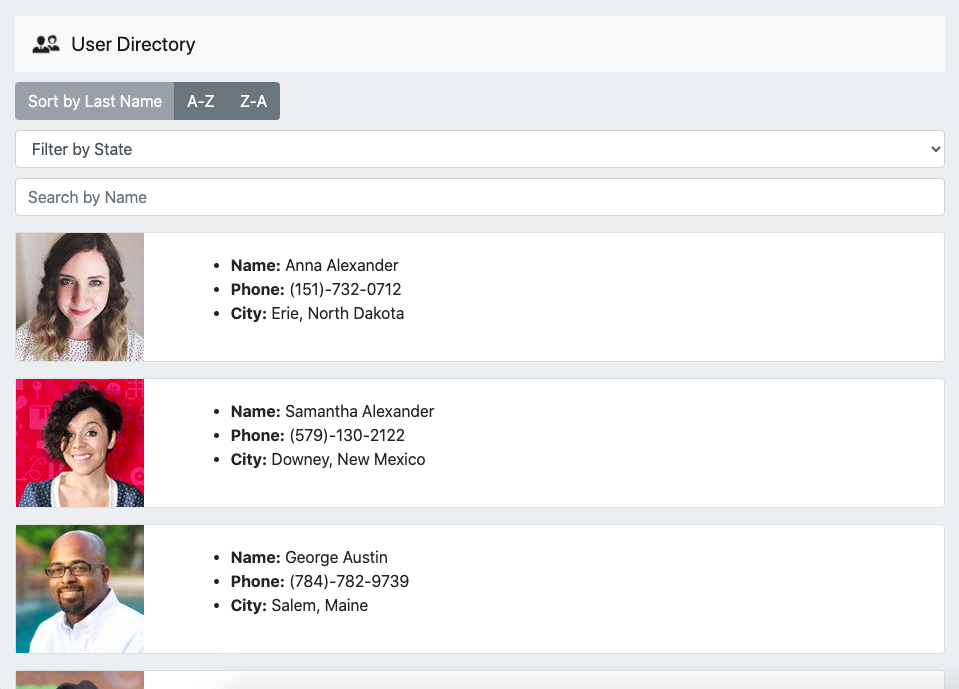 User Directory
Sort by Last Name A-Z Z-A
Filter by State
Search by Name
Name: Anna Alexander
Phone: (151)-732-0712
City: Erie, North Dakota
Name: Samantha Alexander
Phone: (579)-130-2122
City: Downey, New Mexico
Name: George Austin
Phone: (784)-782-9739
City: Salem, Maine